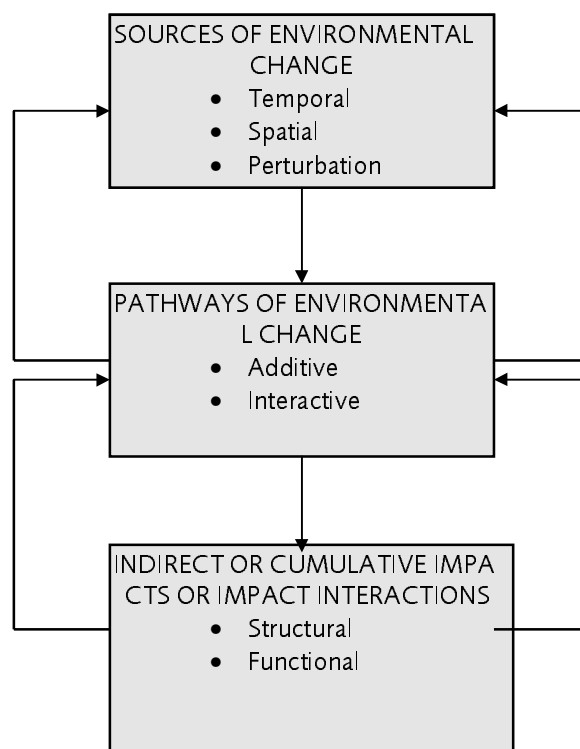 SOURCES OF ENVIRONMENTAL
CHANGE
• Temporal
• Spatial
• Perturbation
PATHWAYS OF ENVIRONMENTA
L CHANGE
• Additive
• Interactive
INDIRECT OR CUMULATIVE IMPA
CTS OR IMPACT INTERACTIONS
• Structural
• Functional